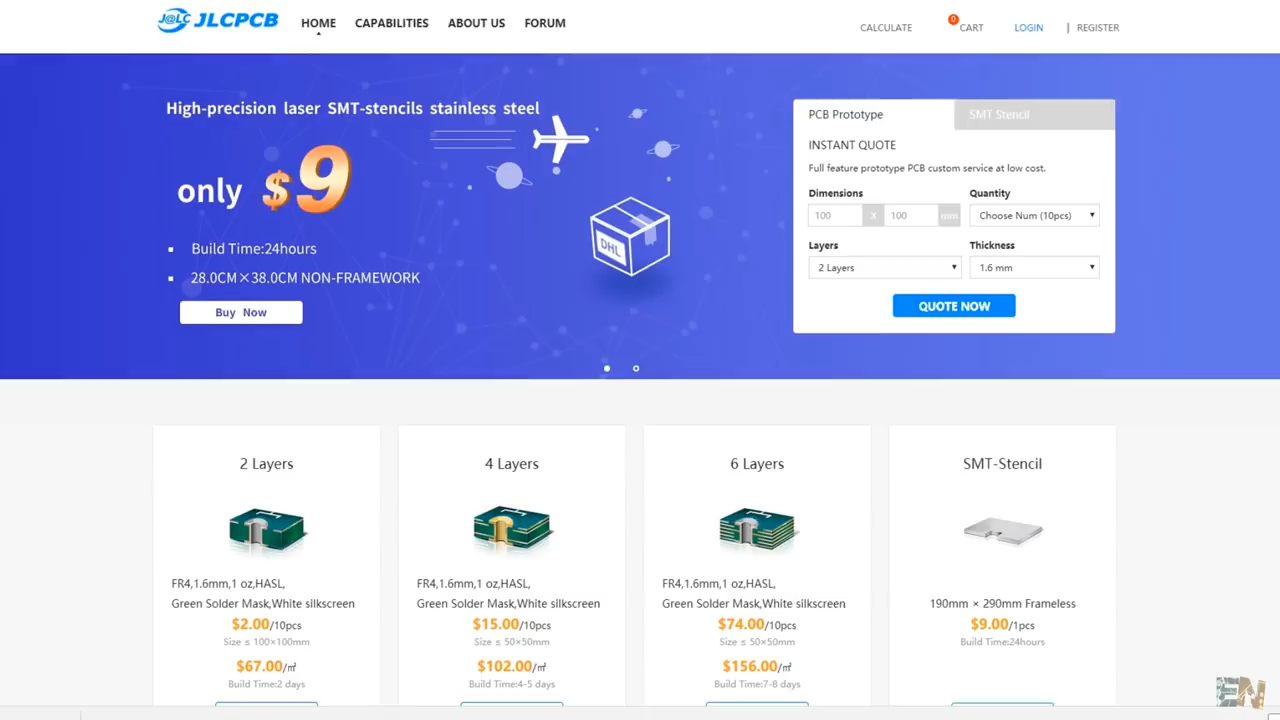 J@LC JLCPCB
HOME CAPABILITIES ABOUT US FORUM
CALCULATE 0 CART LOGIN | REGISTER
High-precision laser SMT-stencils stainless steel
only $9
Build Time:24hours
28.0CM×38.0CM NON-FRAMEWORK
Buy Now
DHL
PCB Prototype SMT Stencil
INSTANT QUOTE
Full feature prototype PCB custom service at low cost.
Dimensions Quantity
100 X 100 mm Choose Num (10pcs)
Layers Thickness
2 Layers 1.6 mm
QUOTE NOW
2 Layers
FR4,1.6mm,1 oz,HASL,
Green Solder Mask,White silkscreen
$2.00/10pcs
Size ≤ 100×100mm
$67.00/㎡
Build Time:2 days
4 Layers
FR4,1.6mm,1 oz,HASL,
Green Solder Mask,White silkscreen
$15.00/10pcs
Size ≤ 50×50mm
$102.00/㎡
Build Time:4-5 days
6 Layers
FR4,1.6mm,1 oz,HASL,
Green Solder Mask,White silkscreen
$74.00/10pcs
Size ≤ 50×50mm
$156.00/㎡
Build Time:7-8 days
SMT-Stencil
190mm × 290mm Frameless
$9.00/1pcs
Build Time:24hours
EN